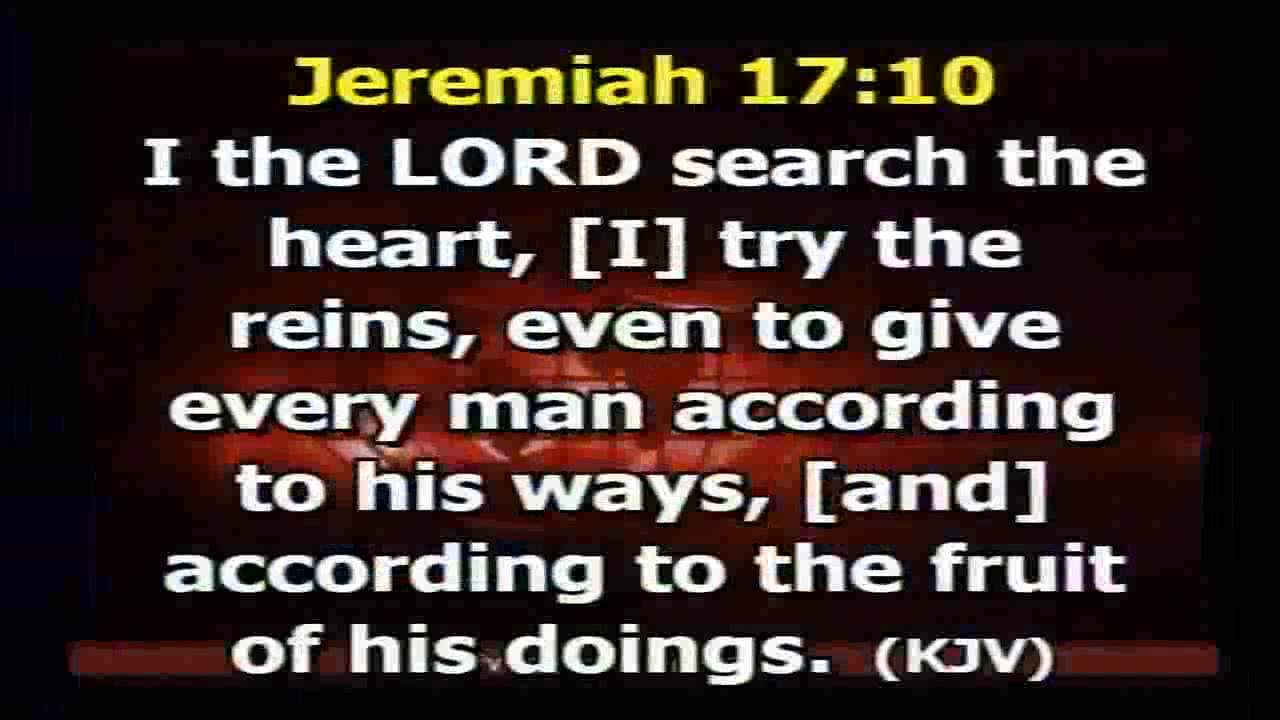 Jeremiah 17:10
I the LORD search the
heart, [I] try the
reins, even to give
every man according
to his ways, [and]
according to the fruit
of his doings. (KJV)